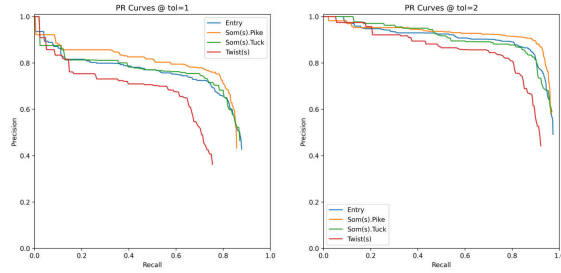 PR Curves @ tol=1
Precision
1.0
0.8
0.6
0.4
0.2
0.0
0.0 0.2 0.4 0.6 0.8 1.0
Recall
Entry
Som(s).Pike
Som(s).Tuck
Twist(s)
PR Curves @ tol=2
Precision
1.0
0.8
0.6
0.4
0.2
0.0
0.0 0.2 0.4 0.6 0.8 1.0
Recall
Entry
Som(s).Pike
Som(s).Tuck
Twist(s)